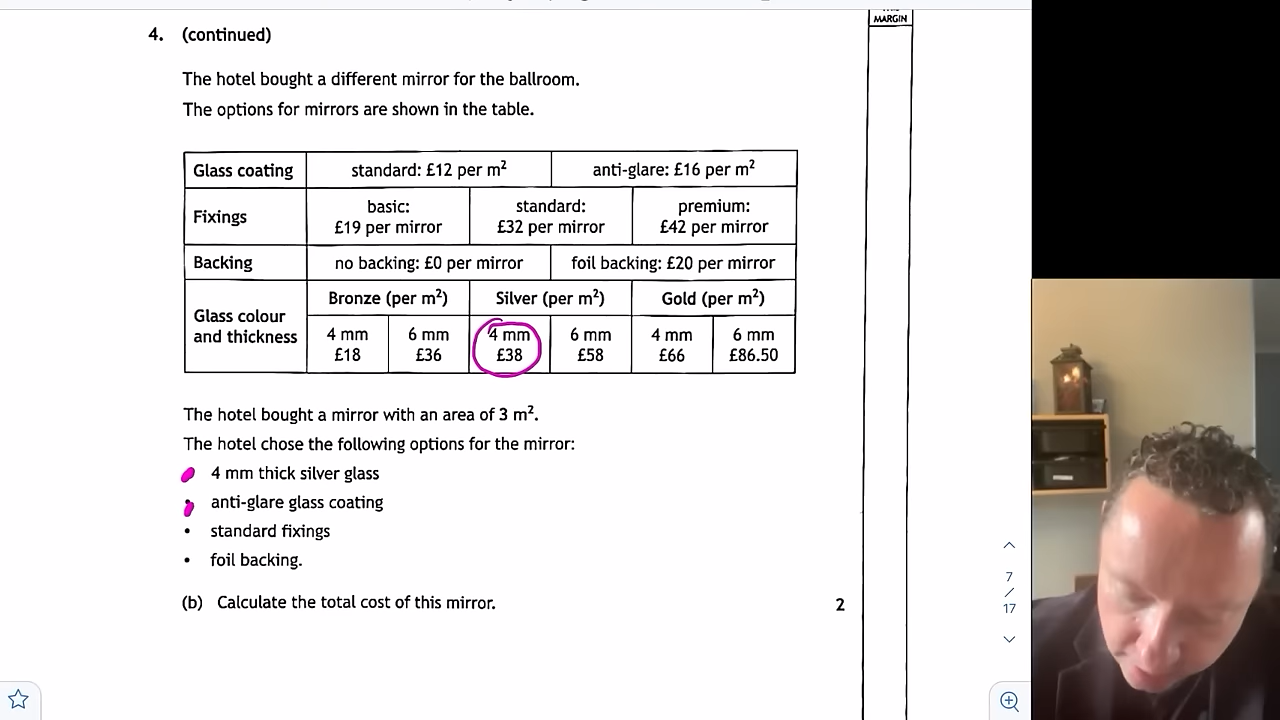 MARGIN
4. (continued)
The hotel bought a different mirror for the ballroom.
The options for mirrors are shown in the table.
Glass coating standard: £12 per m² anti-glare: £16 per m²
Fixings basic: £19 per mirror standard: £32 per mirror premium: £42 per mirror
Backing no backing: £0 per mirror foil backing: £20 per mirror
Glass colour and thickness Bronze (per m²) Silver (per m²) Gold (per m²)
4 mm £18 6 mm £36 4 mm £38 6 mm £58 4 mm £66 6 mm £86.50
The hotel bought a mirror with an area of 3 m².
The hotel chose the following options for the mirror:
4 mm thick silver glass
• anti-glare glass coating
• standard fixings
• foil backing.
(b) Calculate the total cost of this mirror. 2
7
/
17